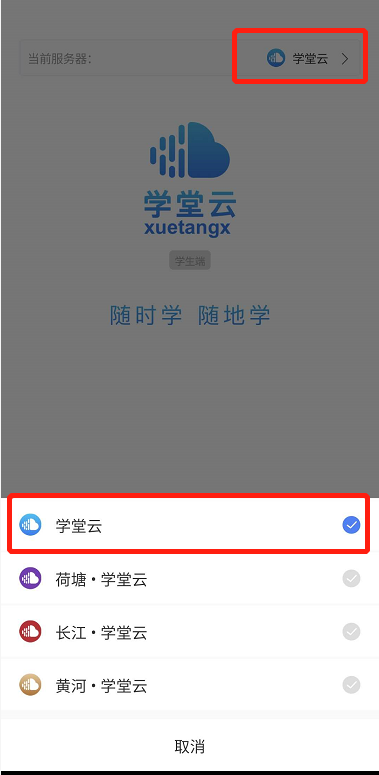 当前服务器：
学堂云
学堂云
xuetangx
学生端
随时学 随地学
学堂云
荷塘•学堂云
长江•学堂云
黄河•学堂云
取消